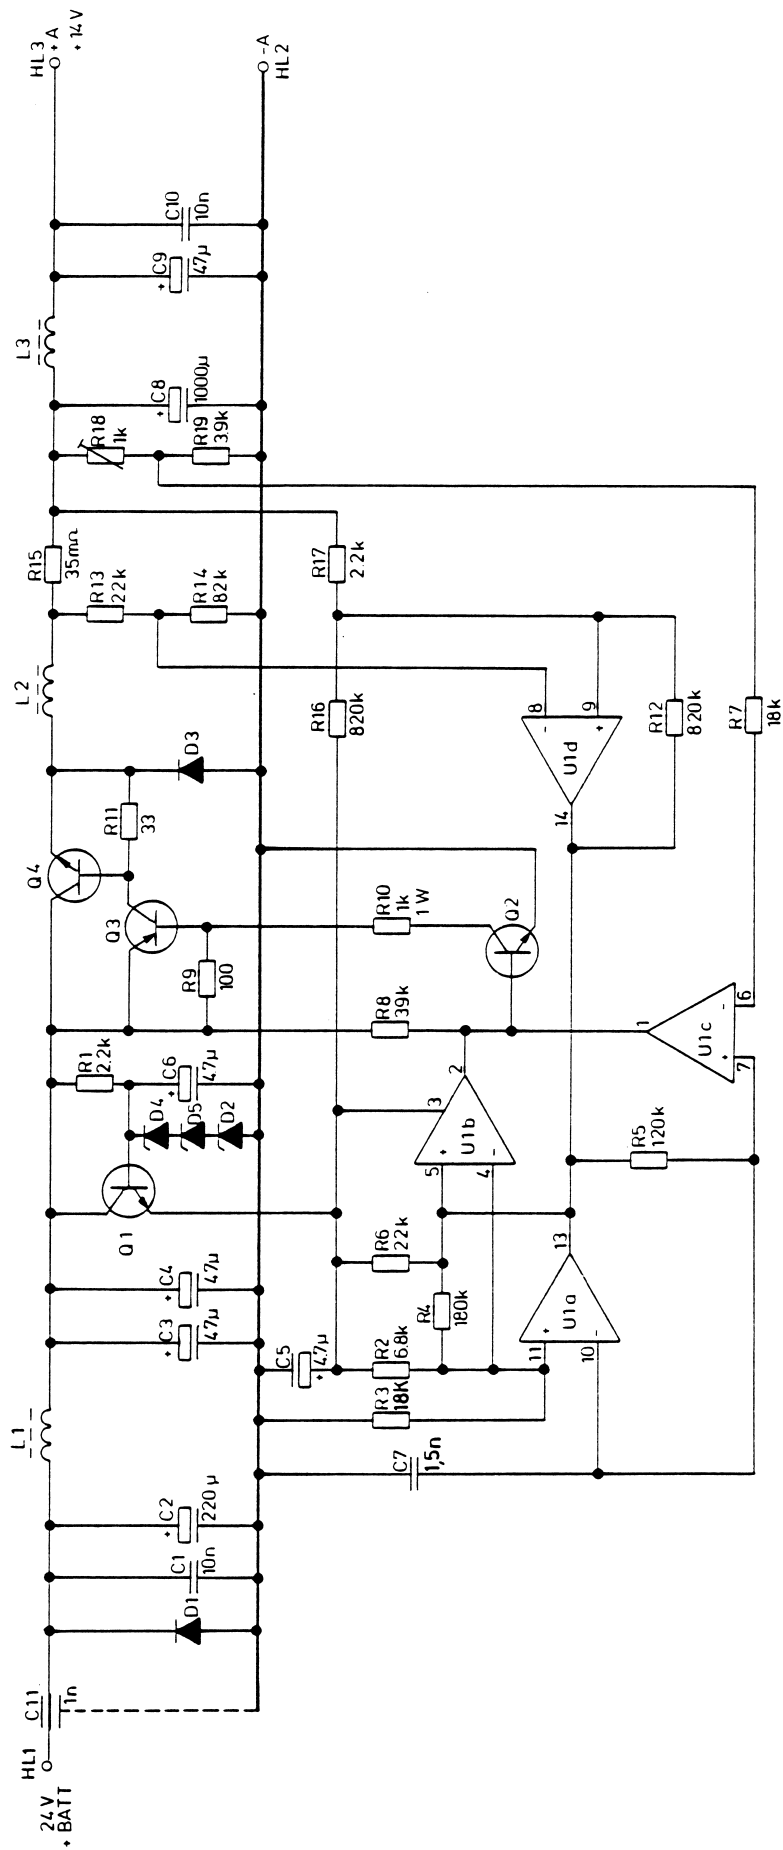 24V
+ BATT
HL1
C11
1n
D1
C1
10n
+ C2
220µ
L1
+ C3
47µ
+ C4
47µ
Q1
D4
D5
D2
R1
2.2k
+ C6
47µ
Q3
R9
100
Q4
R11
33
D3
L2
R13
22k
R14
82k
R15
35mΩ
R18
1k
R19
3.9k
+ C8
1000µ
L3
+ C9
47µ
C10
10n
HL3
+A
+14V
-A
HL2
C7
1,5n
R3
18K
C5
+ 4.7µ
R2
6.8k
R4
180k
R6
22k
5
+
4
-
U1b
3
2
R8
39k
R10
1k
1W
Q2
R16
820k
R17
2.2k
11
+
10
-
U1a
13
R5
120k
7
+
6
-
U1c
1
14
U1d
8
-
9
+
R12
820k
R7
18k